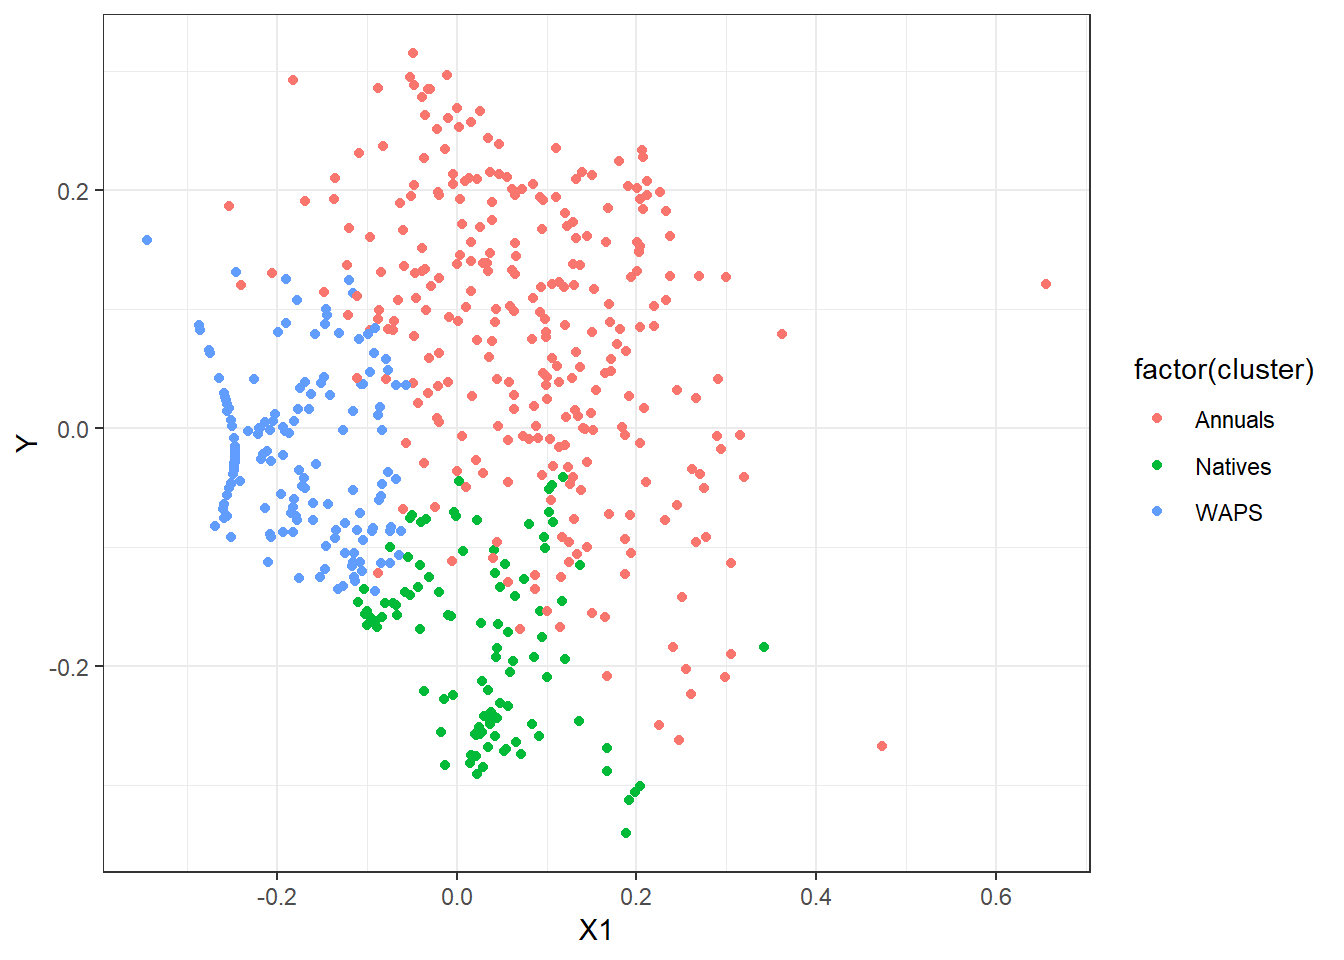 0.2
0.0
-0.2
Y
-0.2
0.0
0.2
0.4
0.6
X1
factor(cluster)
Annuals
Natives
WAPS